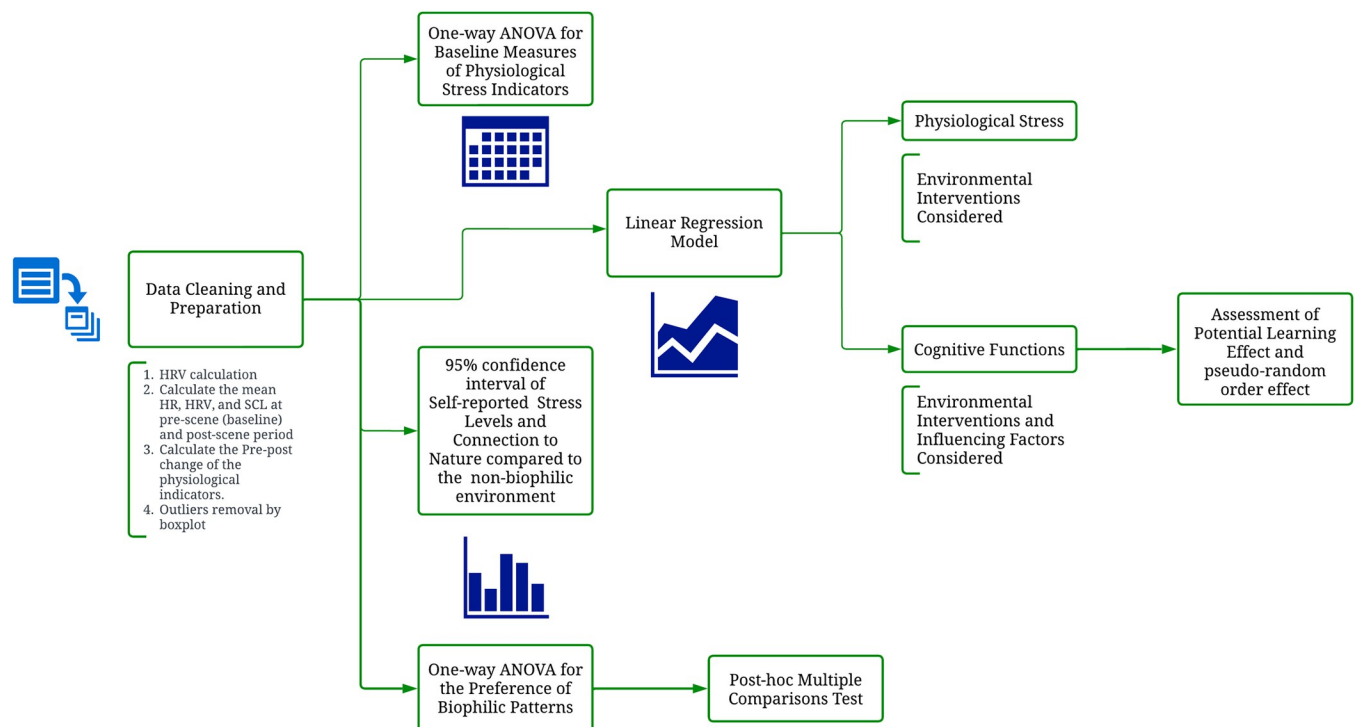 One-way ANOVA for
Baseline Measures
of Physiological
Stress Indicators
Physiological Stress
Environmental
Interventions
Considered
Linear Regression
Model
Data Cleaning and
Preparation
1. HRV calculation
2. Calculate the mean
HR, HRV, and SCL at
pre-scene (baseline)
and post-scene period
3. Calculate the Pre-post
change of the
physiological
indicators.
4. Outliers removal by
boxplot
95% confidence
interval of
Self-reported Stress
Levels and
Connection to
Nature compared to
the non-biophilic
environment
Cognitive Functions
Environmental
Interventions and
Influencing Factors
Considered
Assessment of
Potential Learning
Effect and
pseudo-random
order effect
One-way ANOVA for
the Preference of
Biophilic Patterns
Post-hoc Multiple
Comparisons Test